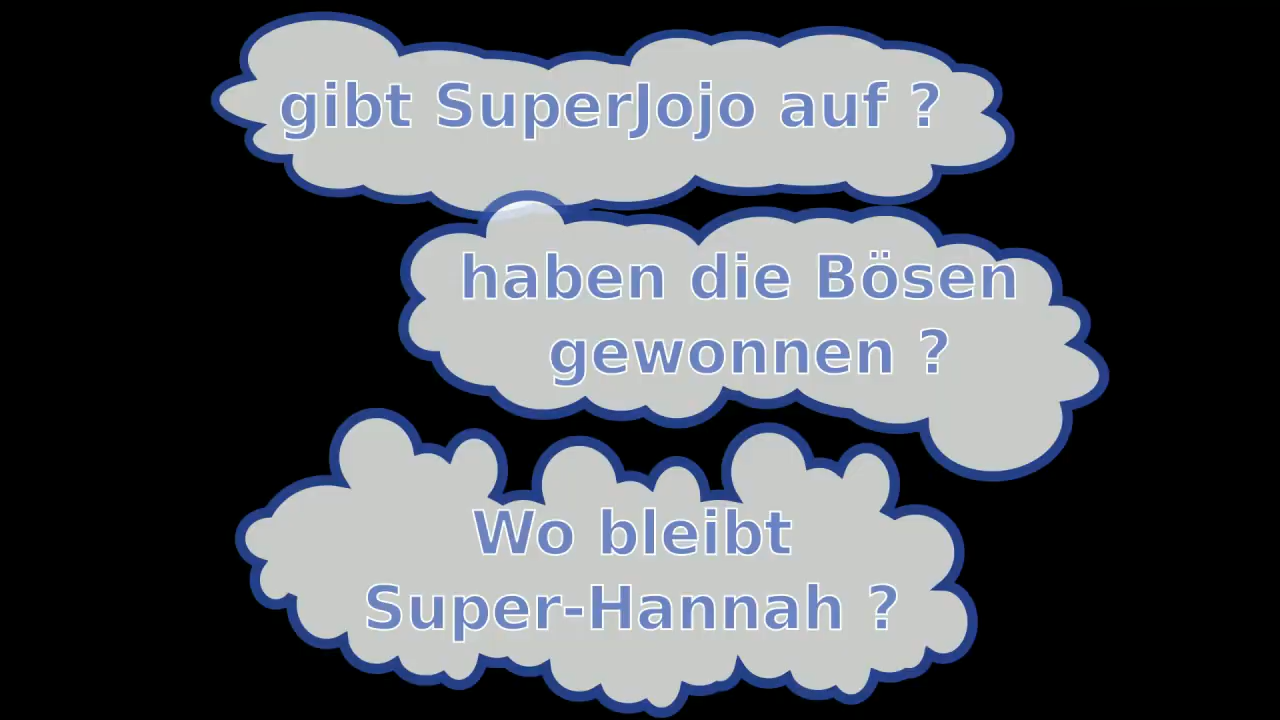 gibt SuperJojo auf ?
haben die Bösen
gewonnen ?
Wo bleibt
Super-Hannah ?